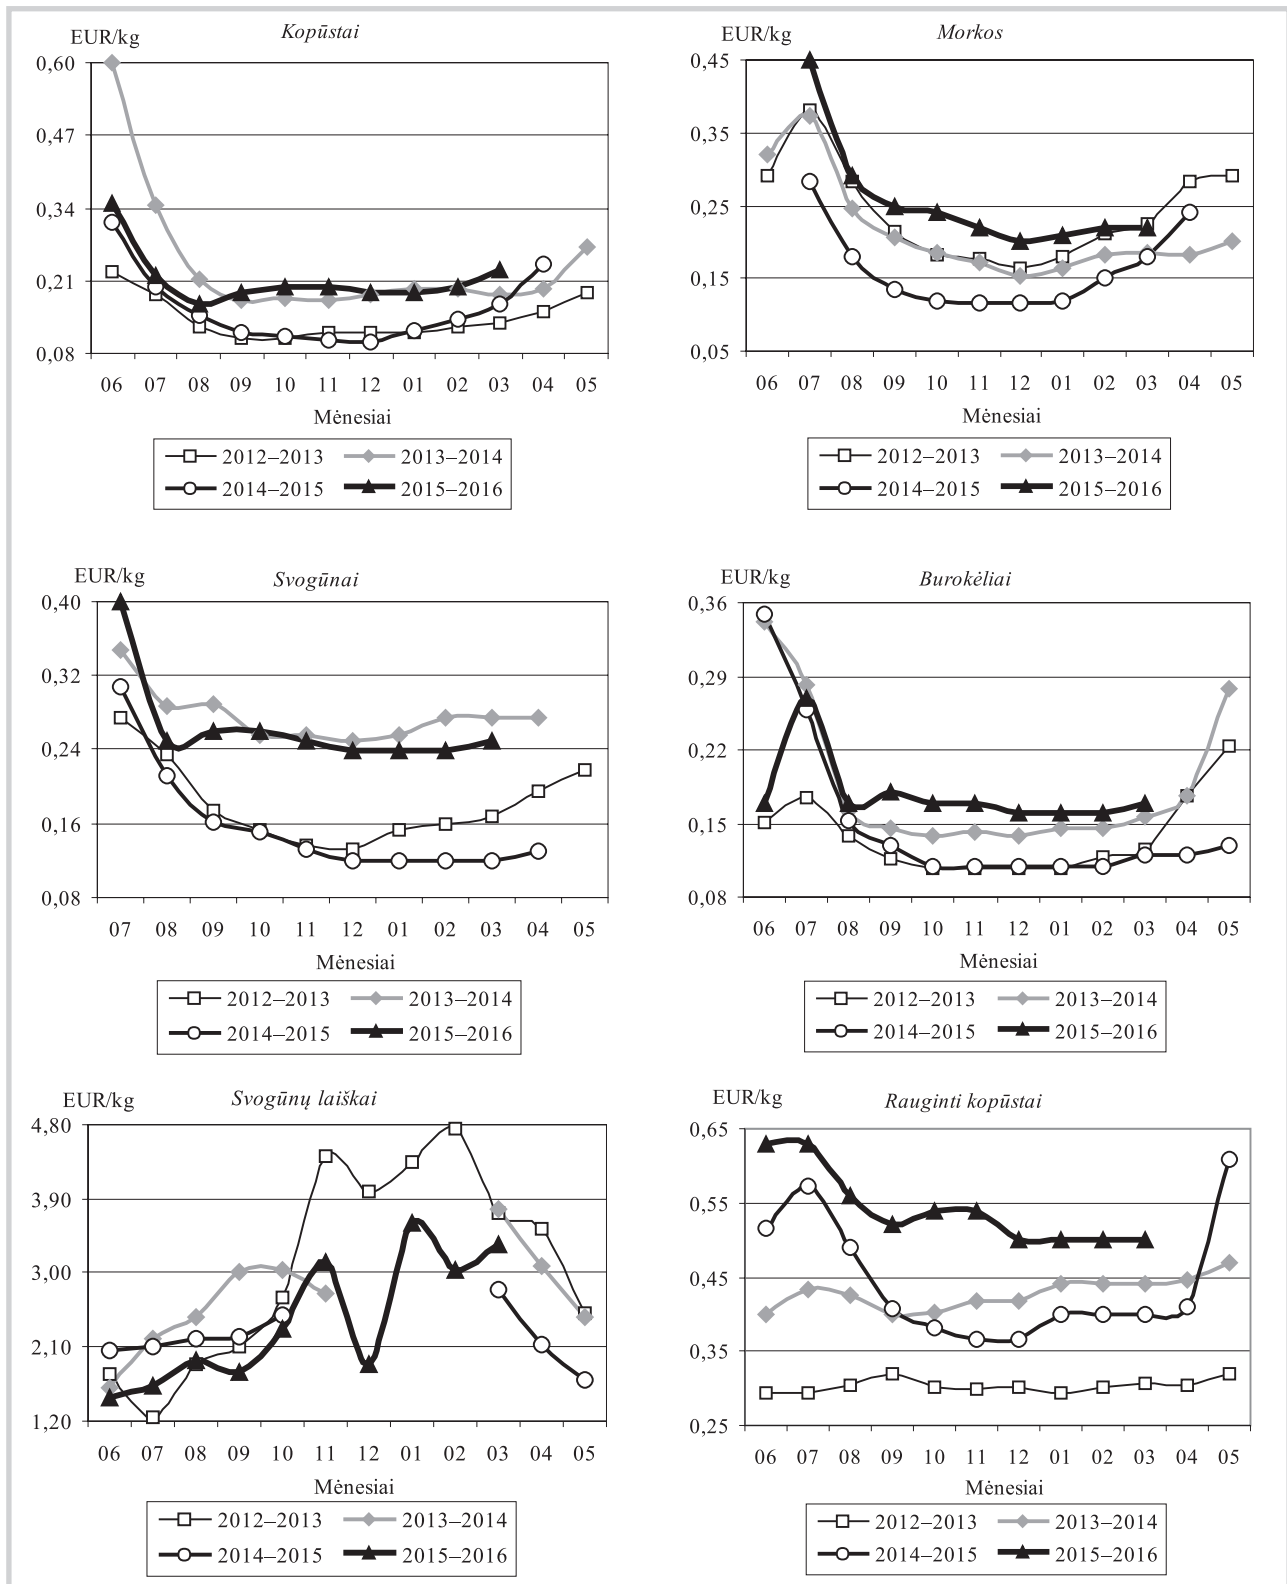 EUR/kg Kopūstai
0,60
0,47
0,34
0,21
0,08
06 07 08 09 10 11 12 01 02 03 04 05
Mėnesiai
2012–2013 2013–2014
2014–2015 2015–2016
EUR/kg Morkos
0,45
0,35
0,25
0,15
0,05
06 07 08 09 10 11 12 01 02 03 04 05
Mėnesiai
2012–2013 2013–2014
2014–2015 2015–2016
EUR/kg Svogūnai
0,40
0,32
0,24
0,16
0,08
07 08 09 10 11 12 01 02 03 04 05
Mėnesiai
2012–2013 2013–2014
2014–2015 2015–2016
EUR/kg Burokėliai
0,36
0,29
0,22
0,15
0,08
06 07 08 09 10 11 12 01 02 03 04 05
Mėnesiai
2012–2013 2013–2014
2014–2015 2015–2016
EUR/kg Svogūnų laiškai
4,80
3,90
3,00
2,10
1,20
06 07 08 09 10 11 12 01 02 03 04 05
Mėnesiai
2012–2013 2013–2014
2014–2015 2015–2016
EUR/kg Rauginti kopūstai
0,65
0,55
0,45
0,35
0,25
06 07 08 09 10 11 12 01 02 03 04 05
Mėnesiai
2012–2013 2013–2014
2014–2015 2015–2016